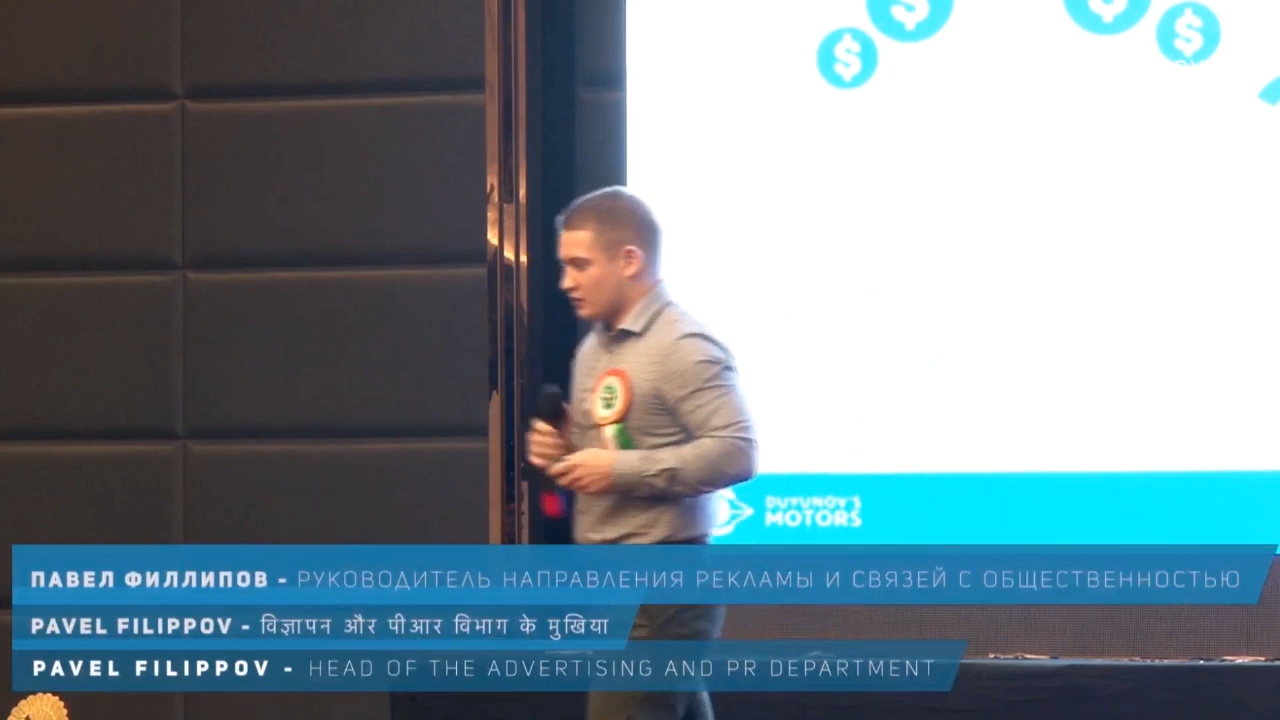 $ $ $ $
DUYUNOV'S
MOTORS
ПАВЕЛ ФИЛЛИПОВ - РУКОВОДИТЕЛЬ НАПРАВЛЕНИЯ РЕКЛАМЫ И СВЯЗЕЙ С ОБЩЕСТВЕННОСТЬЮ
PAVEL FILIPPOV - विज्ञापन और पीआर विभाग के मुखिया
PAVEL FILIPPOV - HEAD OF THE ADVERTISING AND PR DEPARTMENT